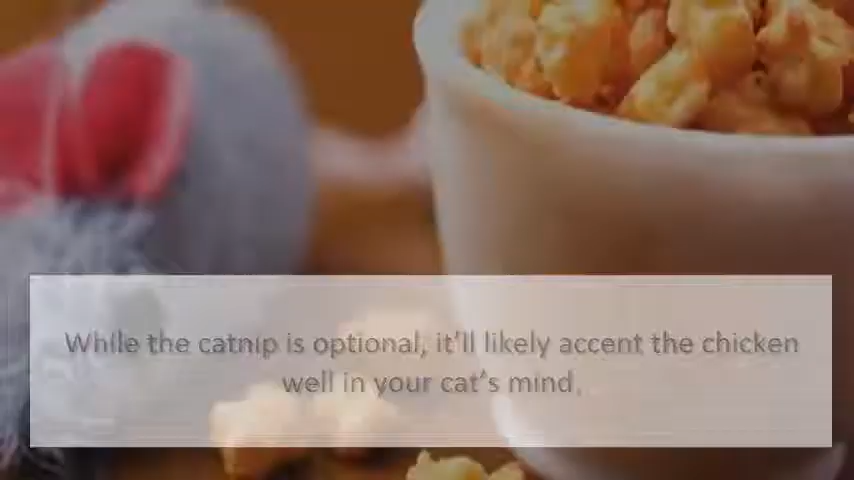 While the catnip is optional, it'll likely accent the chicken
well in your cat's mind.